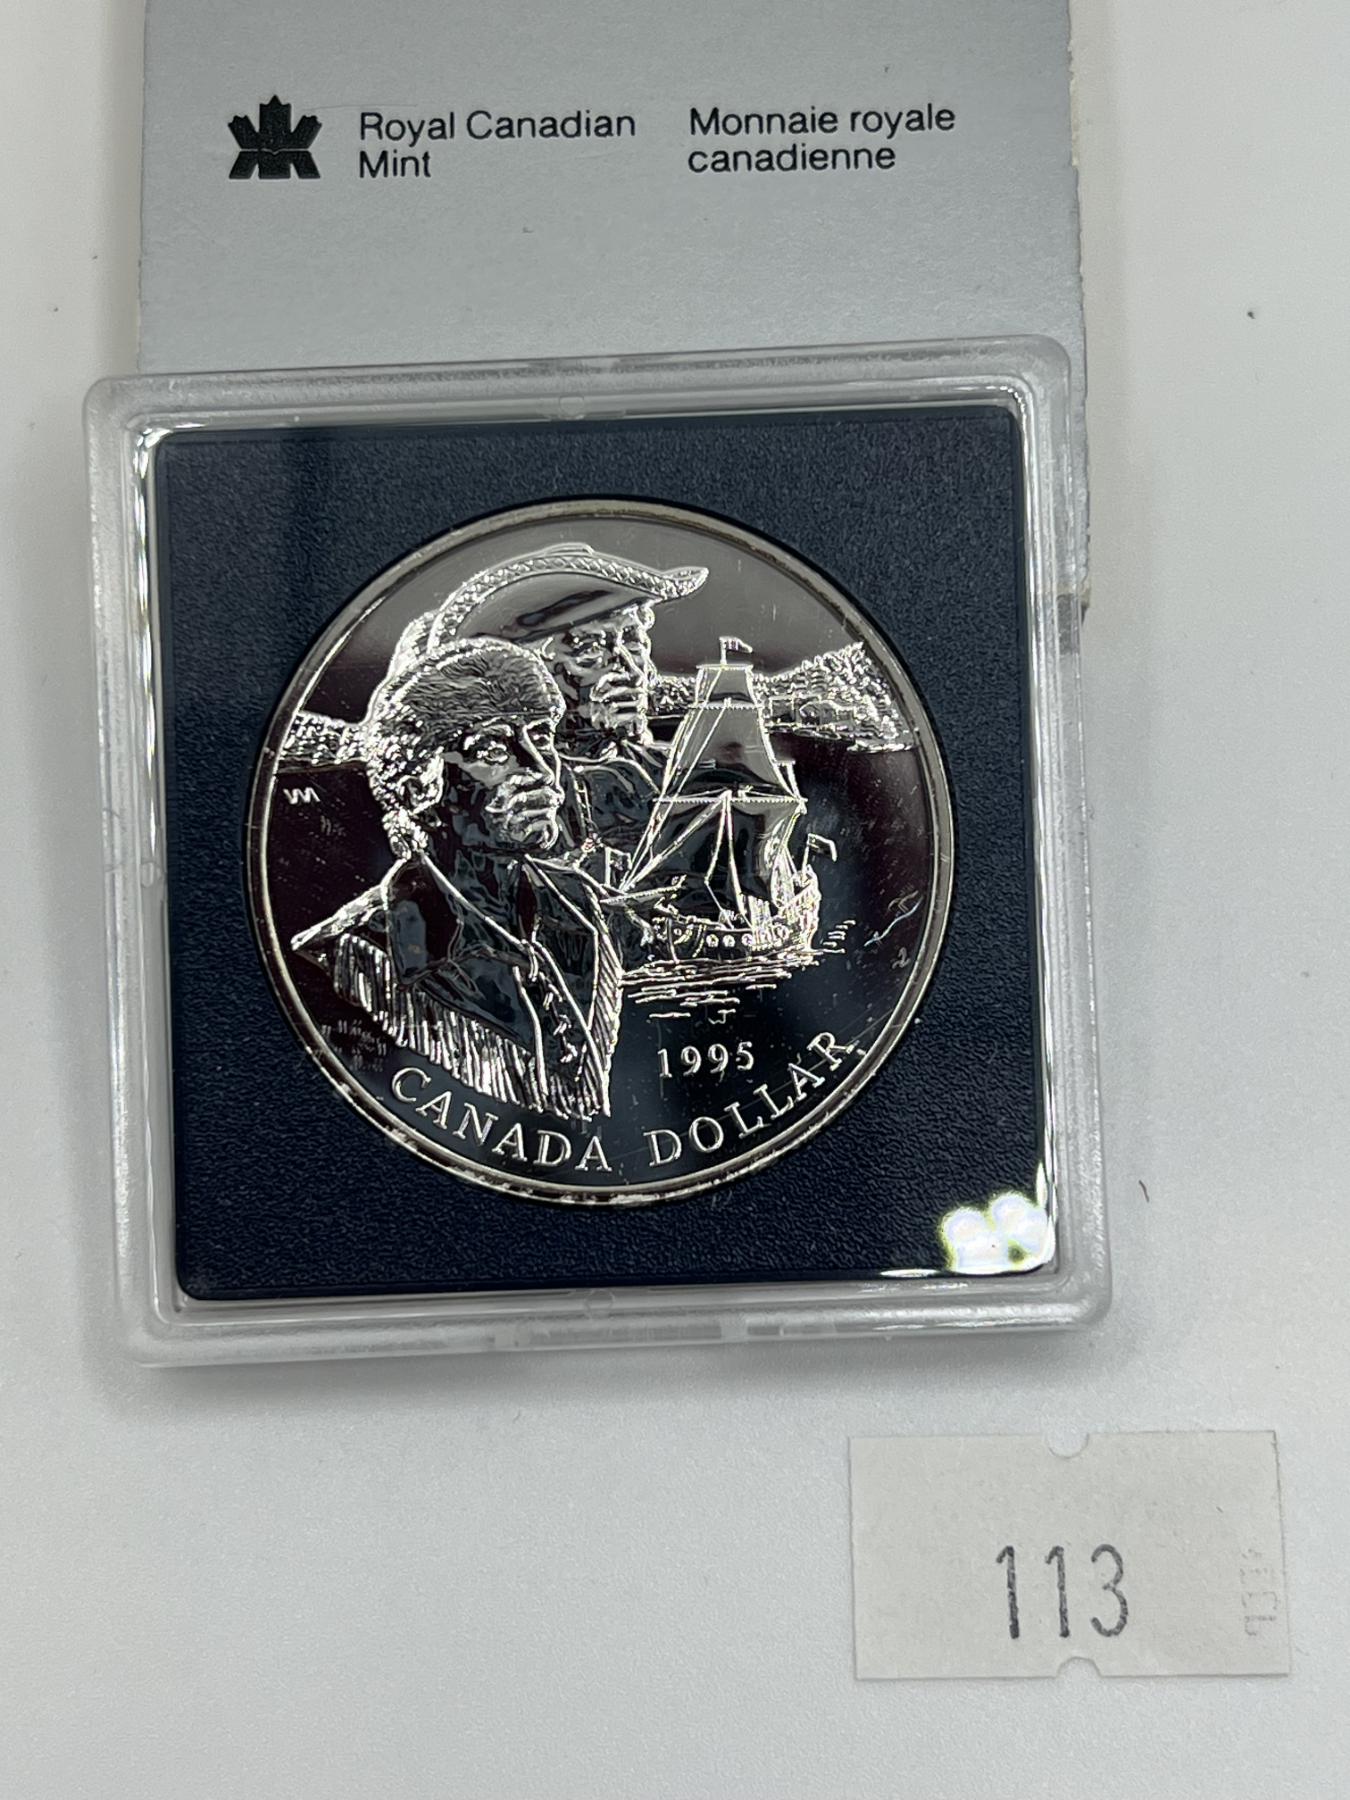 Royal Canadian
Mint
Monnaie royale
canadienne
1995
CANADA DOLLAR
113